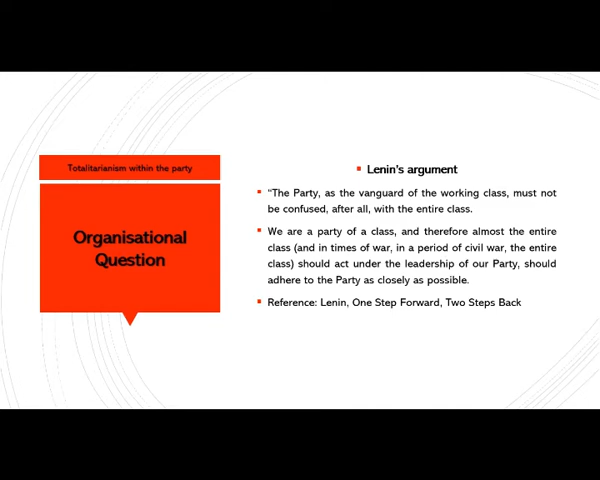 Totalitarianism within the party
Organisational
Question
Lenin's argument
"The Party, as the vanguard of the working class, must not
be confused, after all, with the entire class.
We are a party of a class, and therefore almost the entire
class (and in times of war, in a period of civil war, the entire
class) should act under the leadership of our Party, should
adhere to the Party as closely as possible.
Reference: Lenin, One Step Forward, Two Steps Back